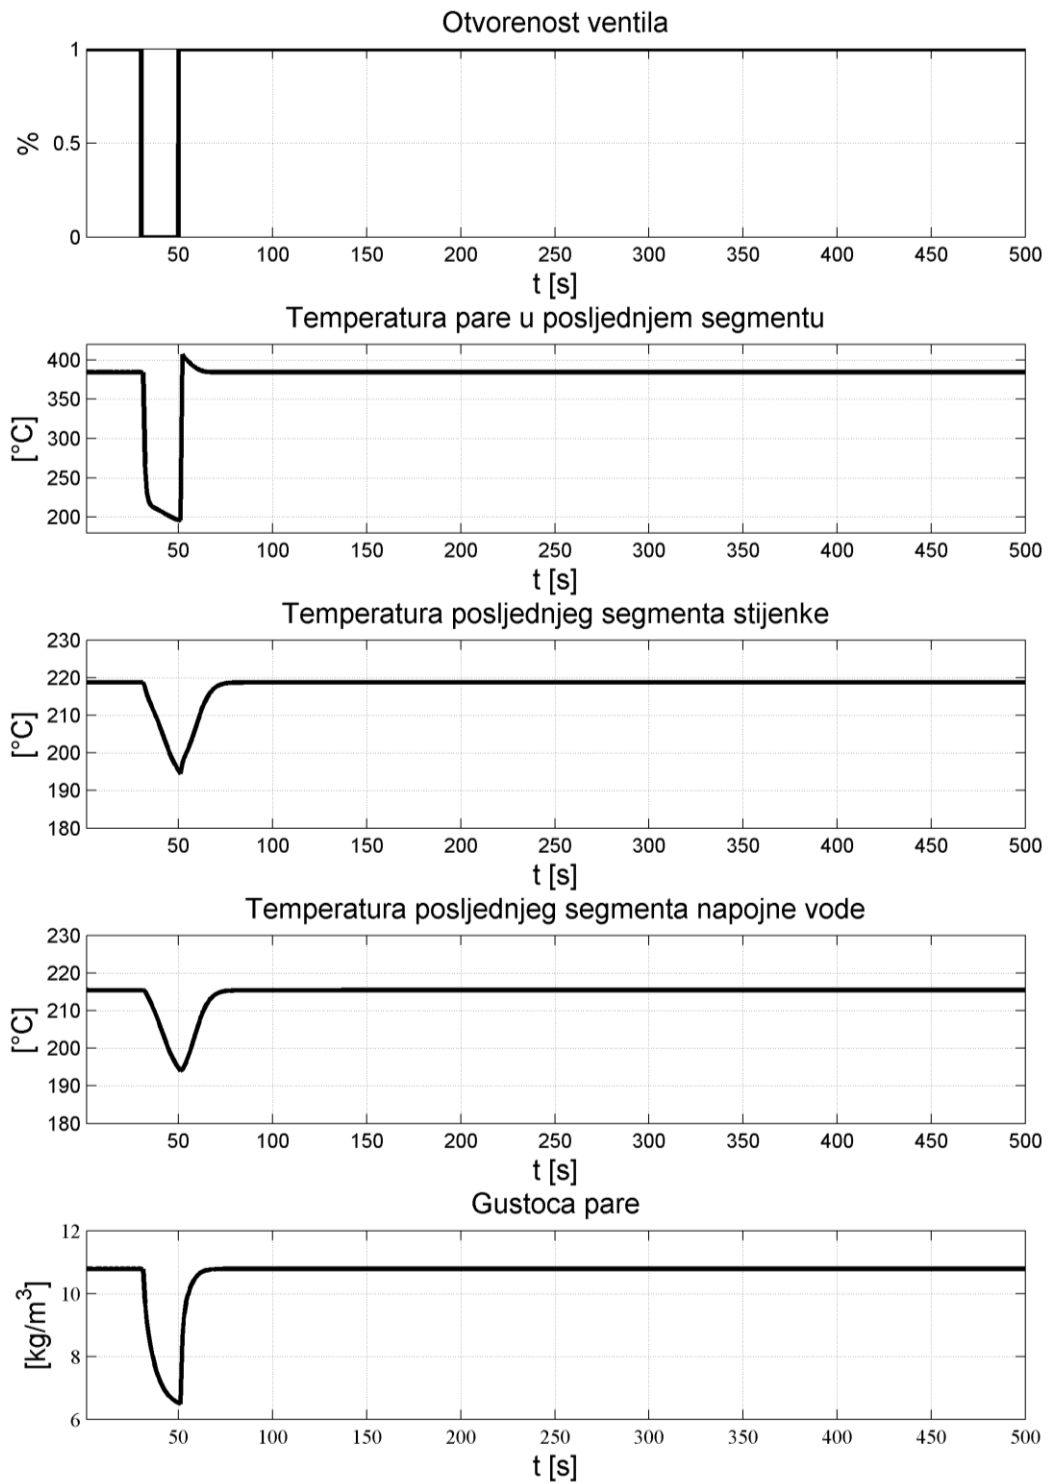 Otvorenost ventila
1
0.5
0
%
50 100 150 200 250 300 350 400 450 500
t [s]
Temperatura pare u posljednjem segmentu
400
350
300
250
200
[°C]
50 100 150 200 250 300 350 400 450 500
t [s]
Temperatura posljednjeg segmenta stijenke
230
220
210
200
190
180
[°C]
50 100 150 200 250 300 350 400 450 500
t [s]
Temperatura posljednjeg segmenta napojne vode
230
220
210
200
190
180
[°C]
50 100 150 200 250 300 350 400 450 500
t [s]
Gustoca pare
12
10
8
6
[kg/m³]
50 100 150 200 250 300 350 400 450 500
t [s]